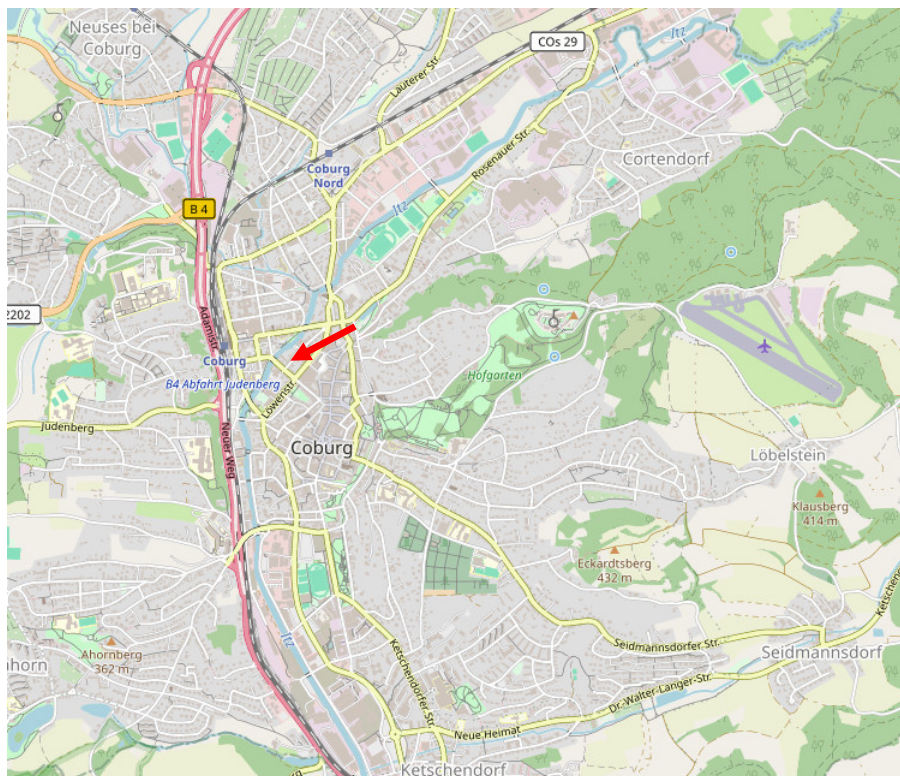 Neuses bei
Coburg
COs 29
Itz
Lauterer Str.
Coburg
Nord
Rosenauer Str.
Cortendorf
B 4
Itz
2202
Adamistr.
Coburg
B4 Abfahrt Judenberg
Hofgarten
Löwenstr.
Judenberg
Neuer Weg
Coburg
Löbelstein
Klausberg
414 m
Eckardtsberg
432 m
Itz
Ahornberg
362 m
Seidmannsdorfer Str.
Seidmannsdorf
Ketschendorfer Str.
Dr.-Walter-Langer-Str.
Neue Heimat
Ketschendorf